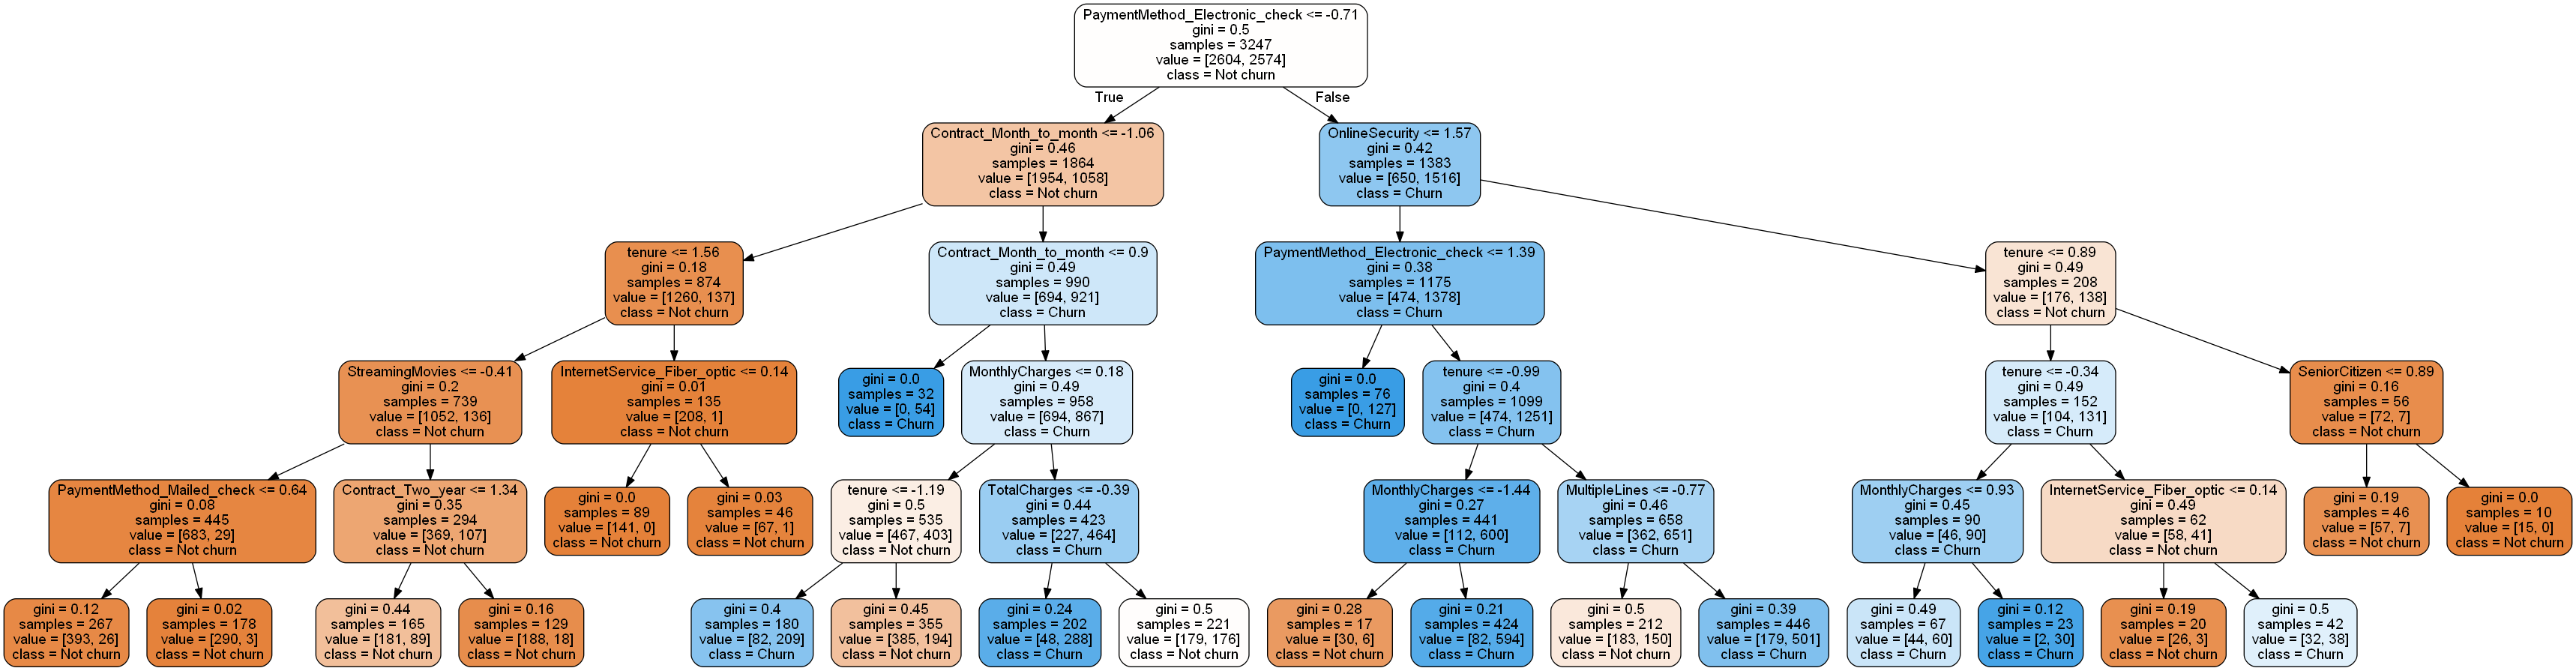 PaymentMethod_Electronic_check <= -0.71
gini = 0.5
samples = 3247
value = [2604, 2574]
class = Not churn
True
False
Contract_Month_to_month <= -1.06
gini = 0.46
samples = 1864
value = [1954, 1058]
class = Not churn
OnlineSecurity <= 1.57
gini = 0.42
samples = 1383
value = [650, 1516]
class = Churn
tenure <= 1.56
gini = 0.18
samples = 874
value = [1260, 137]
class = Not churn
Contract_Month_to_month <= 0.9
gini = 0.49
samples = 990
value = [694, 921]
class = Churn
PaymentMethod_Electronic_check <= 1.39
gini = 0.38
samples = 1175
value = [474, 1378]
class = Churn
tenure <= 0.89
gini = 0.49
samples = 208
value = [176, 138]
class = Not churn
StreamingMovies <= -0.41
gini = 0.2
samples = 739
value = [1052, 136]
class = Not churn
InternetService_Fiber_optic <= 0.14
gini = 0.01
samples = 135
value = [208, 1]
class = Not churn
gini = 0.0
samples = 32
value = [0, 54]
class = Churn
MonthlyCharges <= 0.18
gini = 0.49
samples = 958
value = [694, 867]
class = Churn
gini = 0.0
samples = 76
value = [0, 127]
class = Churn
tenure <= -0.99
gini = 0.4
samples = 1099
value = [474, 1251]
class = Churn
tenure <= -0.34
gini = 0.49
samples = 152
value = [104, 131]
class = Churn
SeniorCitizen <= 0.89
gini = 0.16
samples = 56
value = [72, 7]
class = Not churn
PaymentMethod_Mailed_check <= 0.64
gini = 0.08
samples = 445
value = [683, 29]
class = Not churn
Contract_Two_year <= 1.34
gini = 0.35
samples = 294
value = [369, 107]
class = Not churn
gini = 0.0
samples = 89
value = [141, 0]
class = Not churn
gini = 0.03
samples = 46
value = [67, 1]
class = Not churn
tenure <= -1.19
gini = 0.5
samples = 535
value = [467, 403]
class = Not churn
TotalCharges <= -0.39
gini = 0.44
samples = 423
value = [227, 464]
class = Churn
MonthlyCharges <= -1.44
gini = 0.27
samples = 441
value = [112, 600]
class = Churn
MultipleLines <= -0.77
gini = 0.46
samples = 658
value = [362, 651]
class = Churn
MonthlyCharges <= 0.93
gini = 0.45
samples = 90
value = [46, 90]
class = Churn
InternetService_Fiber_optic <= 0.14
gini = 0.49
samples = 62
value = [58, 41]
class = Not churn
gini = 0.19
samples = 46
value = [57, 7]
class = Not churn
gini = 0.0
samples = 10
value = [15, 0]
class = Not churn
gini = 0.12
samples = 267
value = [393, 26]
class = Not churn
gini = 0.02
samples = 178
value = [290, 3]
class = Not churn
gini = 0.44
samples = 165
value = [181, 89]
class = Not churn
gini = 0.16
samples = 129
value = [188, 18]
class = Not churn
gini = 0.4
samples = 180
value = [82, 209]
class = Churn
gini = 0.45
samples = 355
value = [385, 194]
class = Not churn
gini = 0.24
samples = 202
value = [48, 288]
class = Churn
gini = 0.5
samples = 221
value = [179, 176]
class = Not churn
gini = 0.28
samples = 17
value = [30, 6]
class = Not churn
gini = 0.21
samples = 424
value = [82, 594]
class = Churn
gini = 0.5
samples = 212
value = [183, 150]
class = Not churn
gini = 0.39
samples = 446
value = [179, 501]
class = Churn
gini = 0.49
samples = 67
value = [44, 60]
class = Churn
gini = 0.12
samples = 23
value = [2, 30]
class = Churn
gini = 0.19
samples = 20
value = [26, 3]
class = Not churn
gini = 0.5
samples = 42
value = [32, 38]
class = Churn